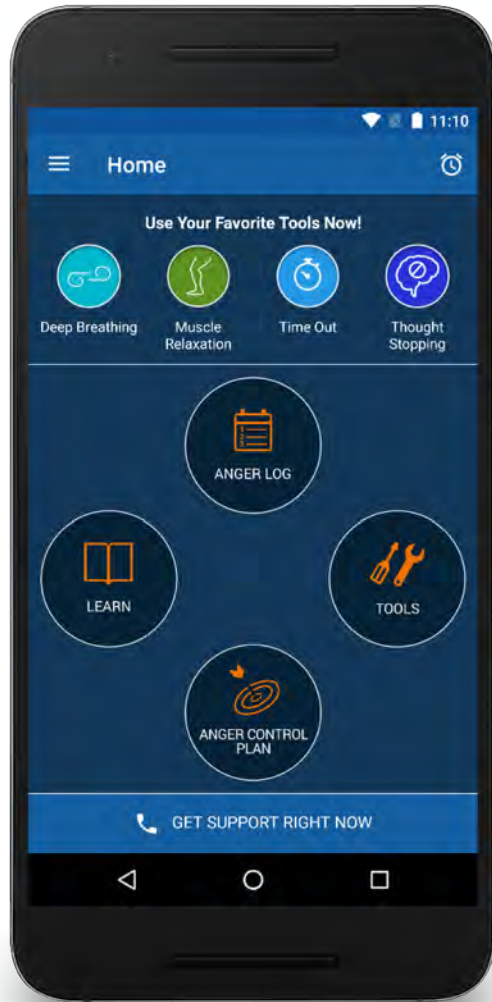 11:10
Home
Use Your Favorite Tools Now!
Deep Breathing
Muscle
Relaxation
Time Out
Thought
Stopping
ANGER LOG
LEARN
TOOLS
ANGER CONTROL
PLAN
GET SUPPORT RIGHT NOW